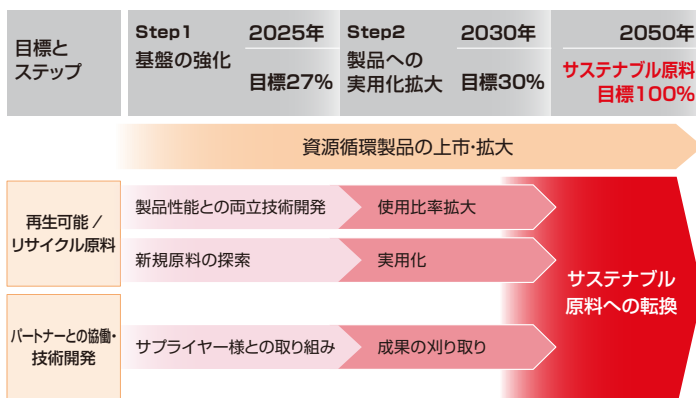 目標と
ステップ
Step1
基盤の強化
2025年
目標27%
Step2
製品への
実用化拡大
2030年
目標30%
2050年
サステナブル原料
目標100%
資源循環製品の上市・拡大
再生可能/
リサイクル原料
製品性能との両立技術開発
使用比率拡大
新規原料の探索
実用化
パートナーとの協働・
技術開発
サプライヤー様との取り組み
成果の刈り取り
サステナブル
原料への転換